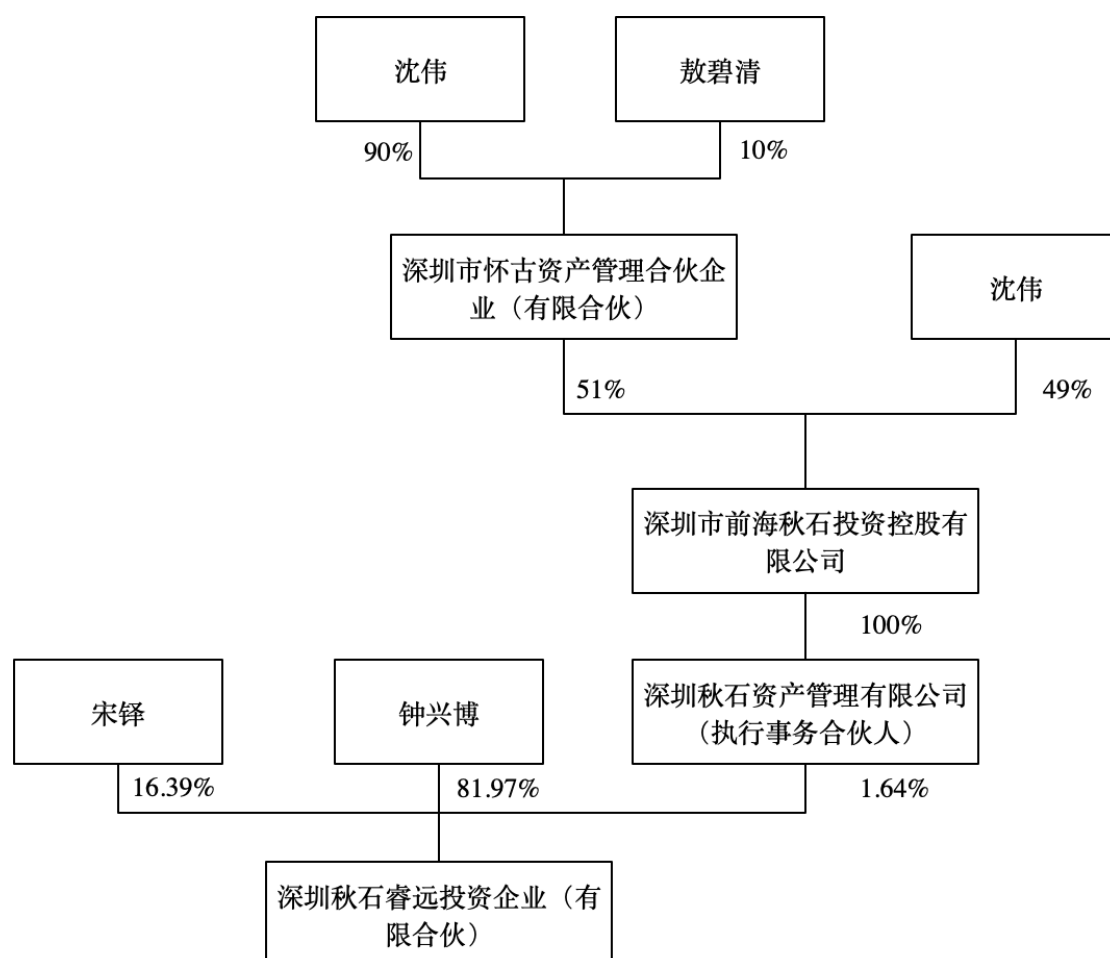 沈伟
敖碧清
90%
10%
深圳市怀古资产管理合伙企
业（有限合伙）
沈伟
51%
49%
深圳市前海秋石投资控股有
限公司
100%
宋铎
钟兴博
深圳秋石资产管理有限公司
（执行事务合伙人）
16.39%
81.97%
1.64%
深圳秋石睿远投资企业（有
限合伙）